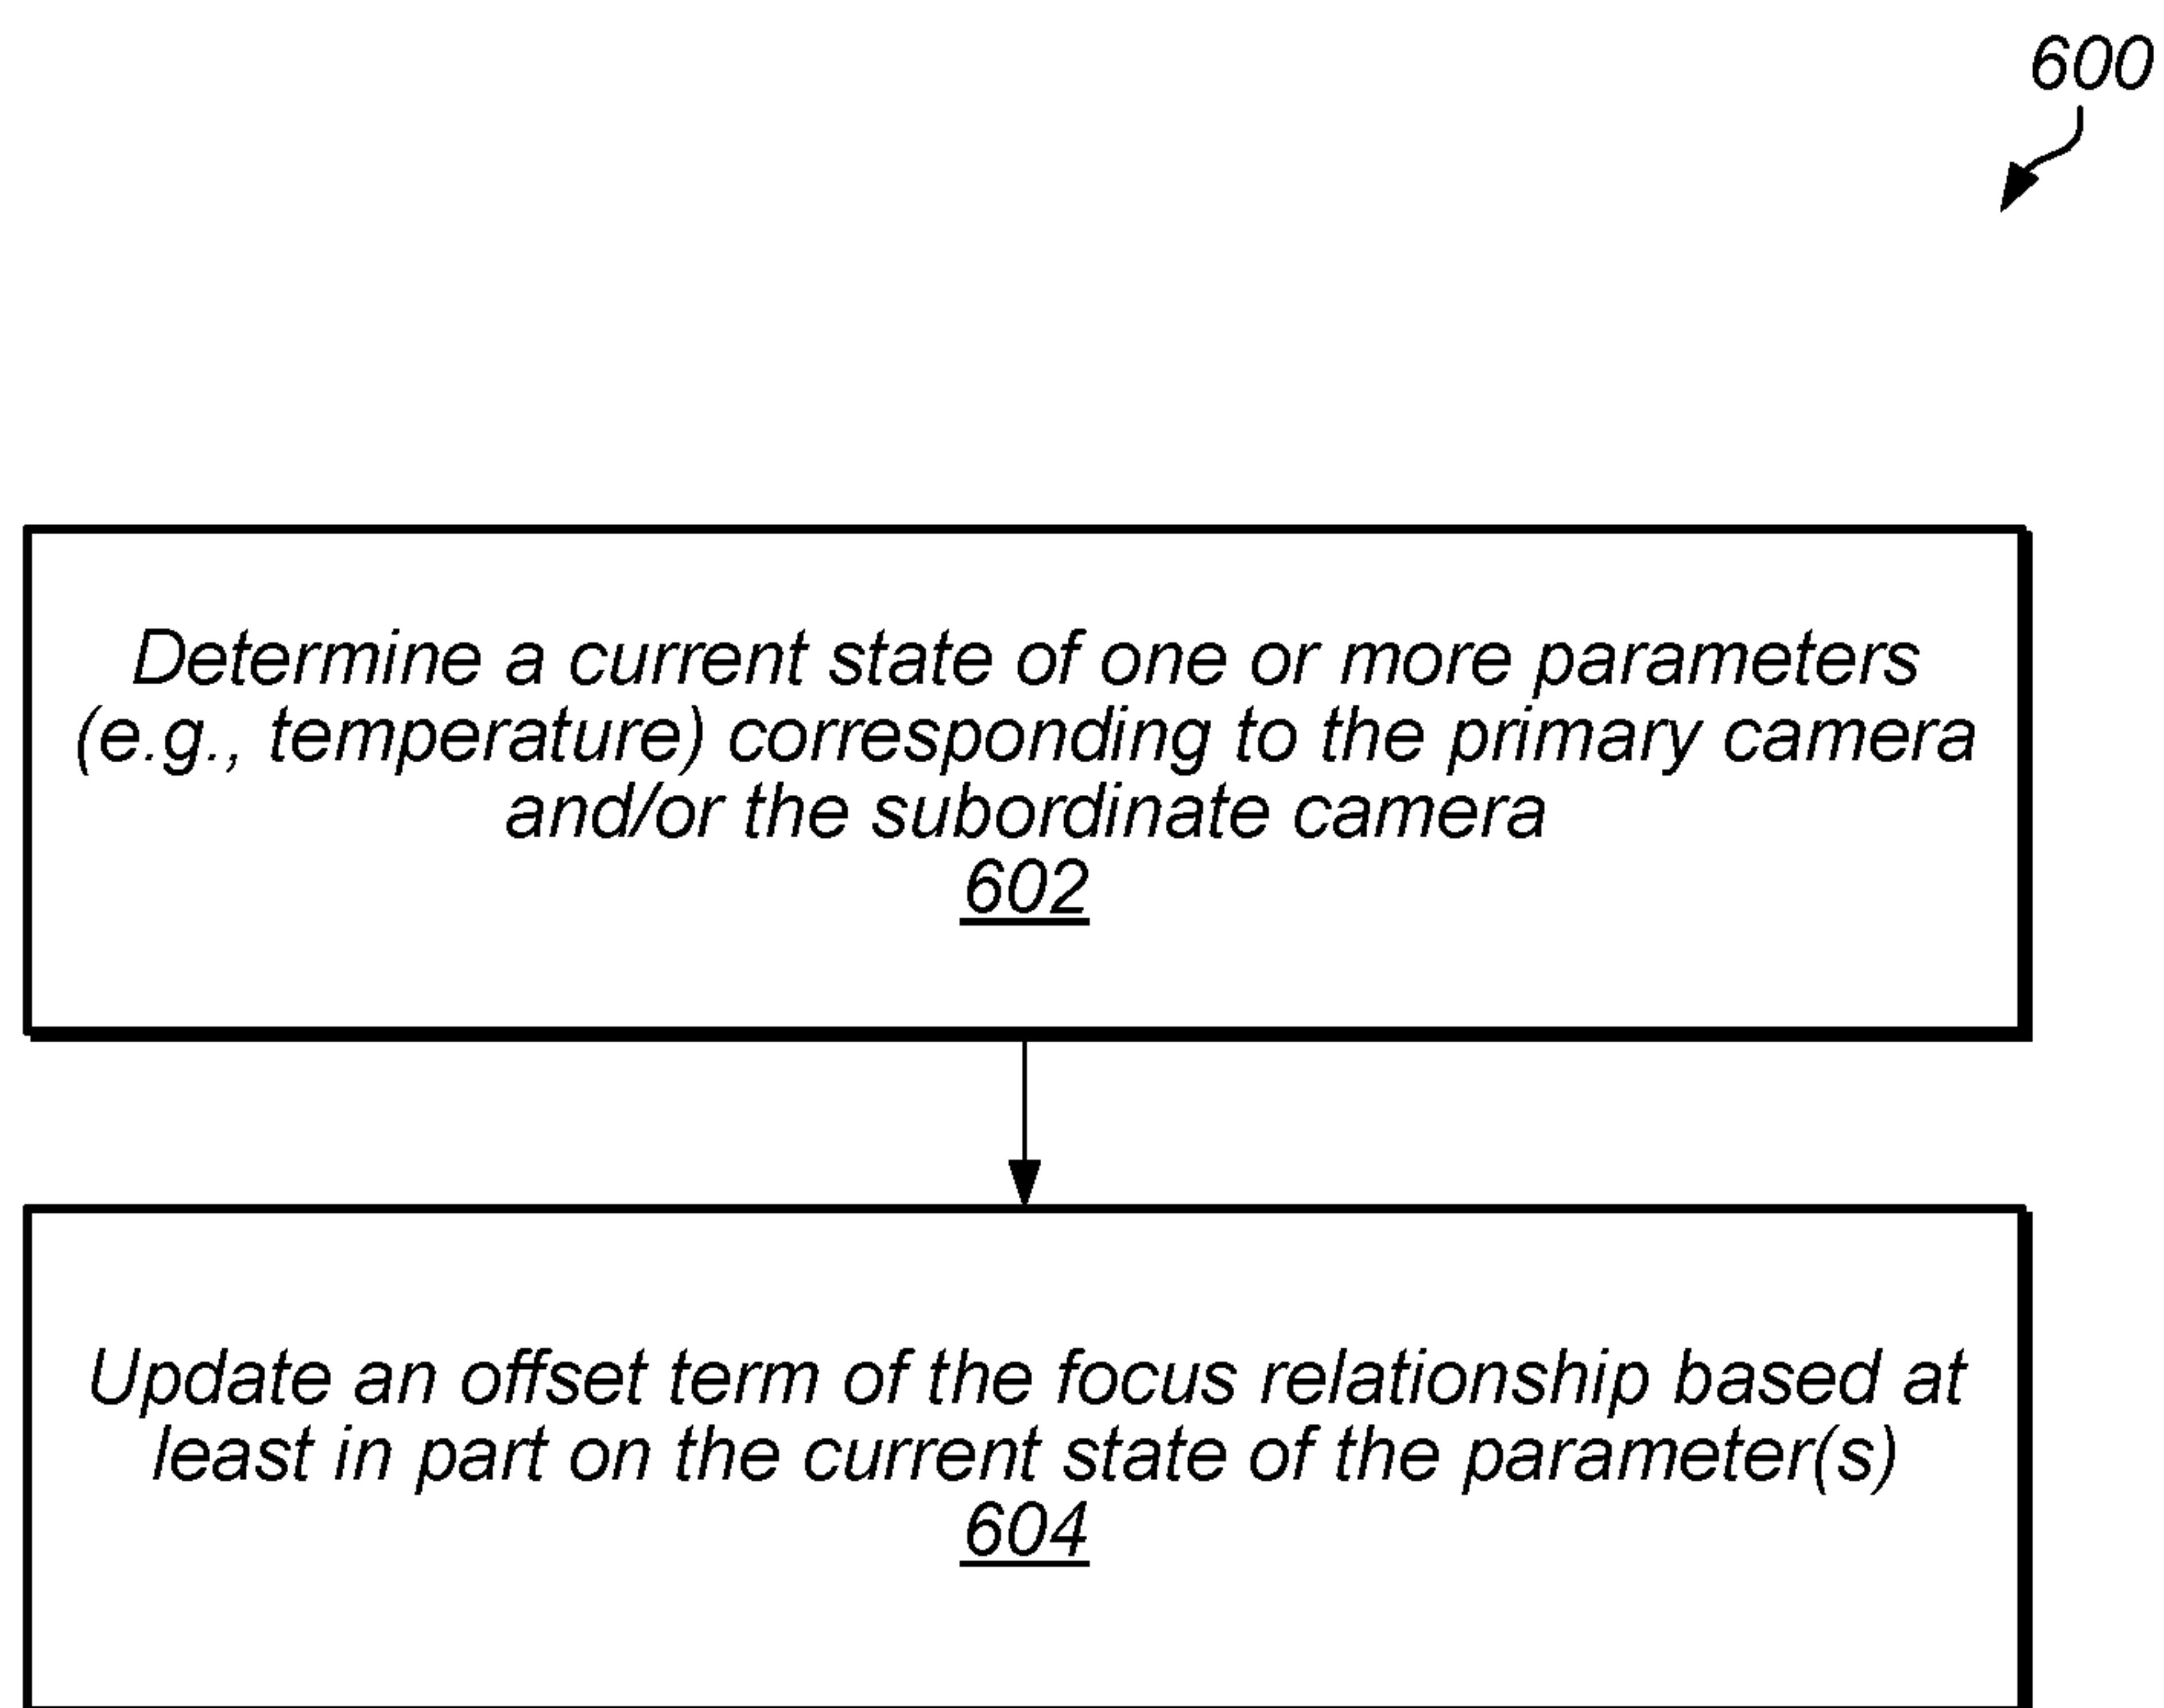 600
Determine a current state of one or more parameters
(e.g., temperature) corresponding to the primary camera
and/or the subordinate camera
602
Update an offset term of the focus relationship based at
least in part on the current state of the parameter(s)
604